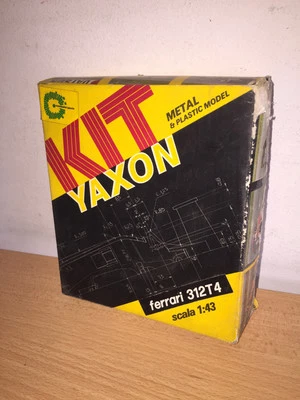 KIT
METAL
& PLASTIC MODEL
YAXON
ferrari 312T4
scala 1:43